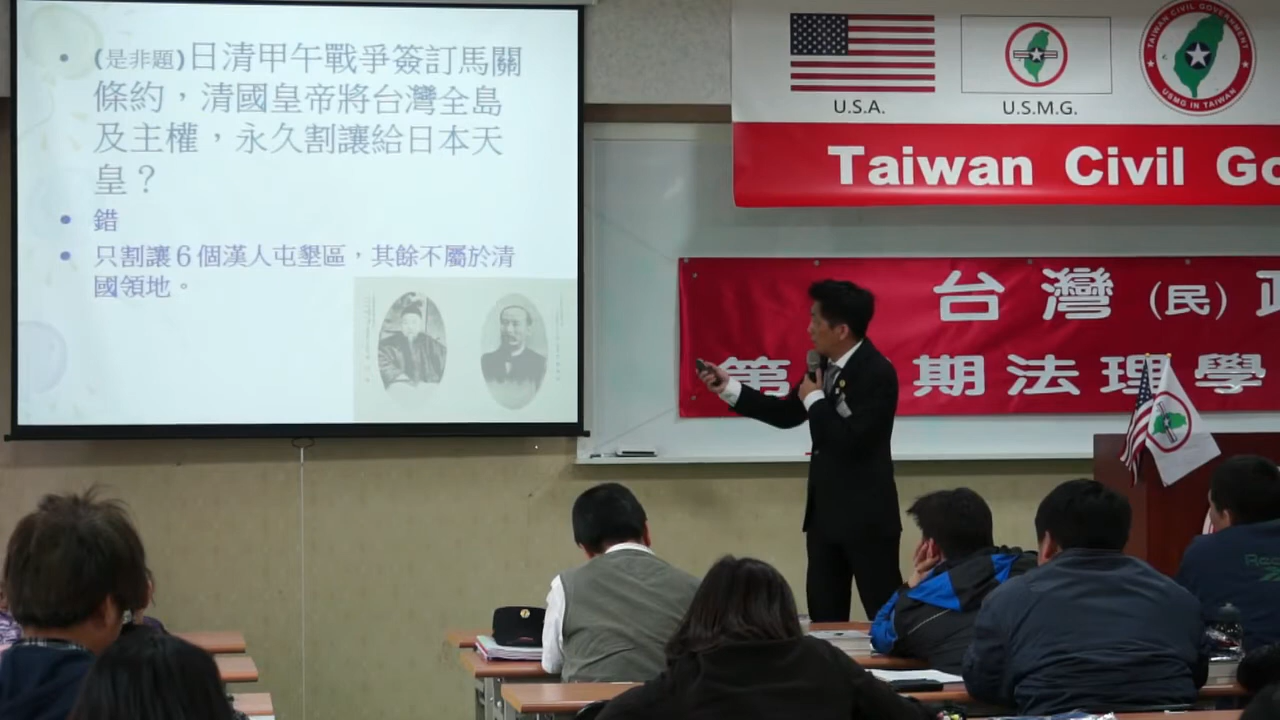 (是非題)日清甲午戰爭簽訂馬關
條約，清國皇帝將台灣全島
及主權，永久割讓給日本天
皇？
錯
只割讓6個漢人屯墾區，其餘不屬於清
國領地。
U.S.A.
U.S.M.G.
TAIWAN CIVIL GOVERNMENT
USMG IN TAIWAN
Taiwan Civil Go
台灣(民)政
第 期法理學